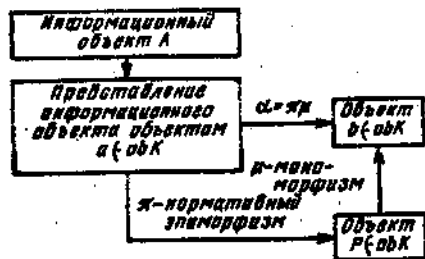 Информационный
объект А
Представление
информационного
объекта объектом
a∈obK
α=πμ
Объект
b∈obK
μ-моно-
морфизм
π-нормативный
эпиморфизм
Объект
P∈obK